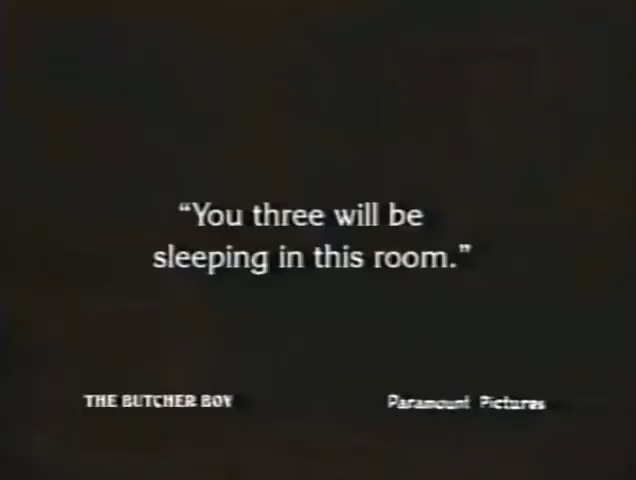 “You three will be
sleeping in this room.”
THE BUTCHER BOY
Paramount Pictures